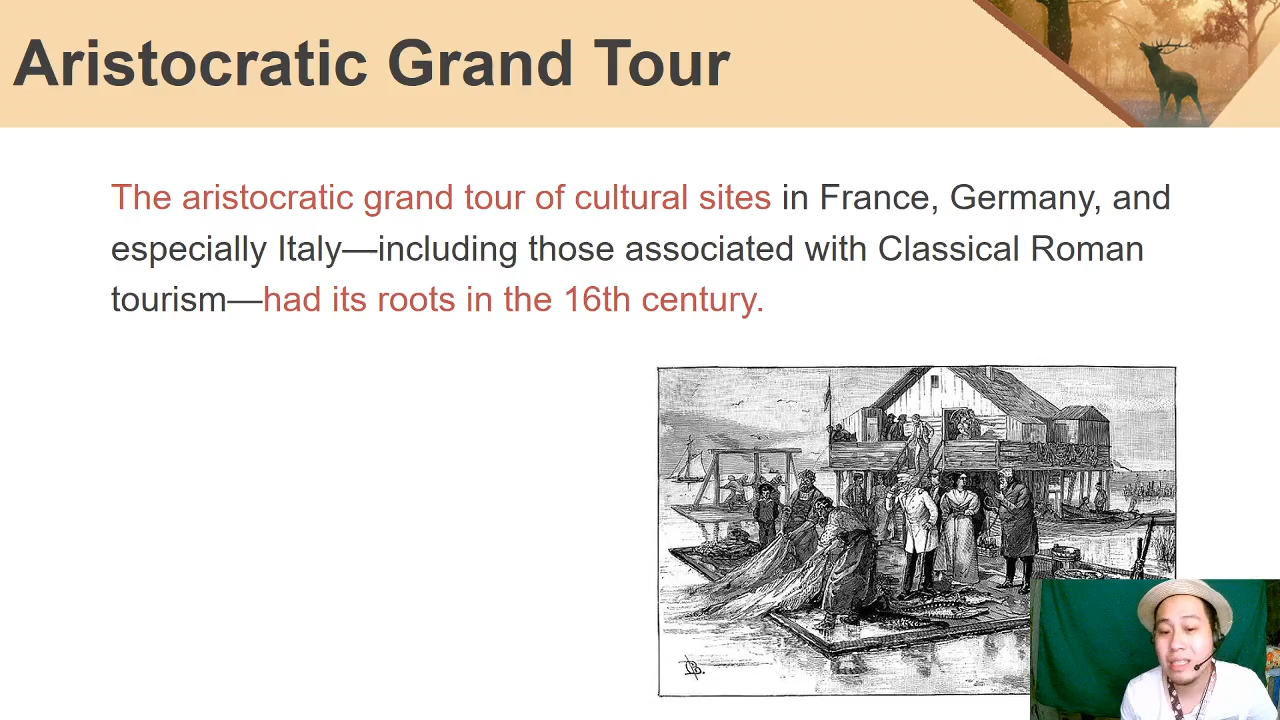 Aristocratic Grand Tour
The aristocratic grand tour of cultural sites in France, Germany, and
especially Italy—including those associated with Classical Roman
tourism—had its roots in the 16th century.